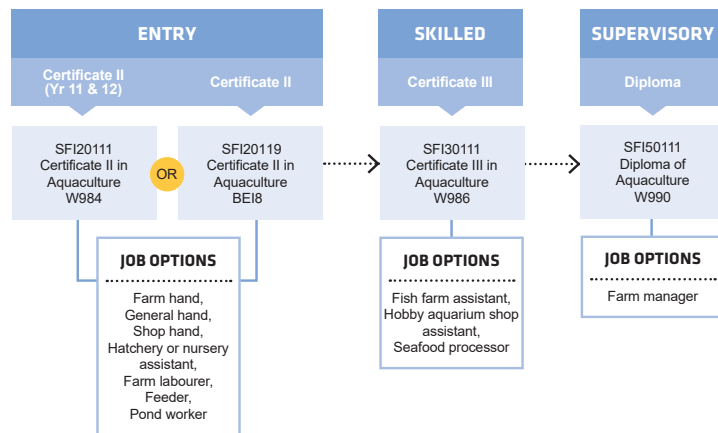 ENTRY
Certificate II
(Yr 11 & 12)
Certificate II
SFI20111
Certificate II in
Aquaculture
W984
OR
SFI20119
Certificate II in
Aquaculture
BEI8
JOB OPTIONS
Farm hand,
General hand,
Shop hand,
Hatchery or nursery
assistant,
Farm labourer,
Feeder,
Pond worker
SKILLED
Certificate III
SFI30111
Certificate III in
Aquaculture
W986
JOB OPTIONS
Fish farm assistant,
Hobby aquarium shop
assistant,
Seafood processor
SUPERVISORY
Diploma
SFI50111
Diploma of
Aquaculture
W990
JOB OPTIONS
Farm manager